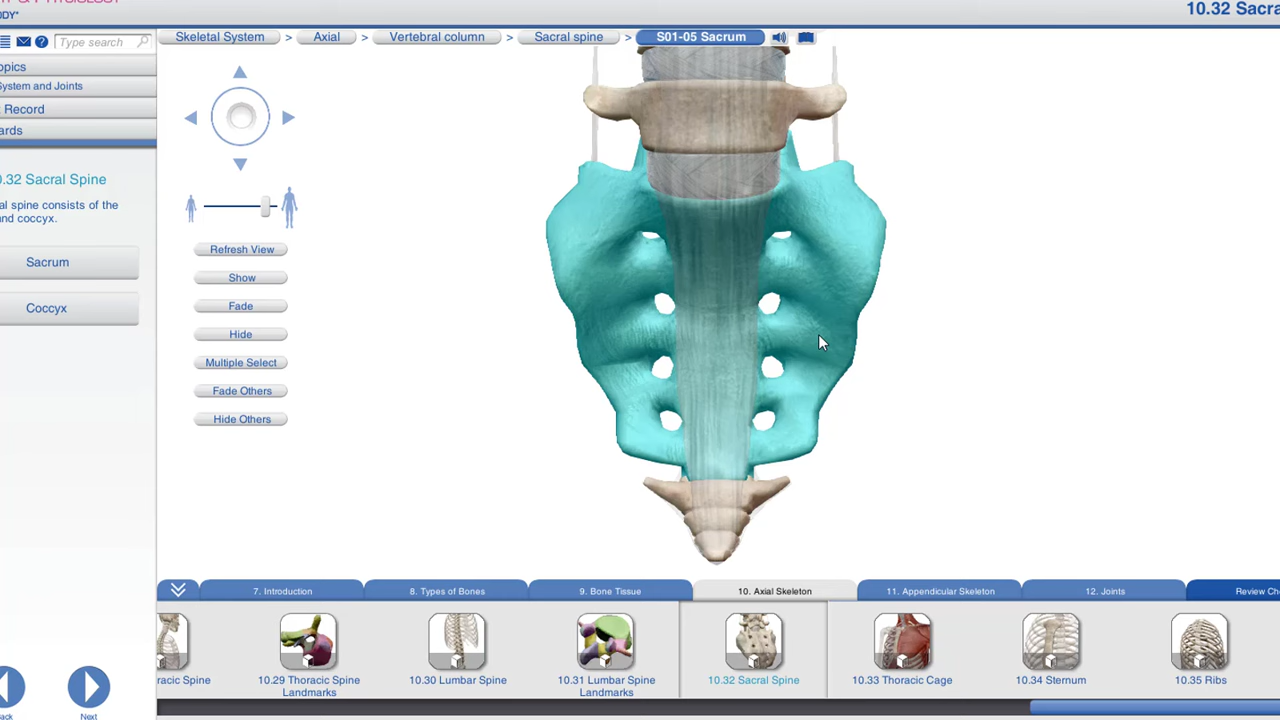 10.32 Sacra
Type search
Skeletal System > Axial > Vertebral column > Sacral spine > S01-05 Sacrum
opics
System and Joints
Record
ards
0.32 Sacral Spine
al spine consists of the
and coccyx.
Sacrum
Coccyx
Refresh View
Show
Fade
Hide
Multiple Select
Fade Others
Hide Others
7. Introduction
8. Types of Bones
9. Bone Tissue
10. Axial Skeleton
11. Appendicular Skeleton
12. Joints
Review Che
racic Spine
10.29 Thoracic Spine
Landmarks
10.30 Lumbar Spine
10.31 Lumbar Spine
Landmarks
10.32 Sacral Spine
10.33 Thoracic Cage
10.34 Sternum
10.35 Ribs
ack
Next